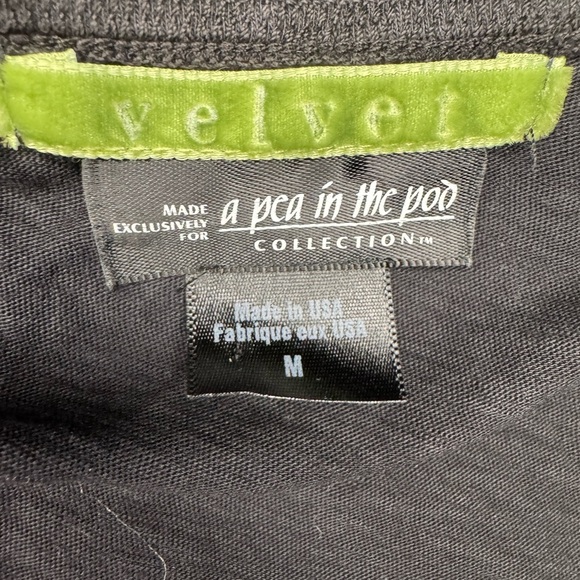 velvet
MADE EXCLUSIVELY FOR a pea in the pod
COLLECTION™
Made in USA
Fabrique eux USA
M